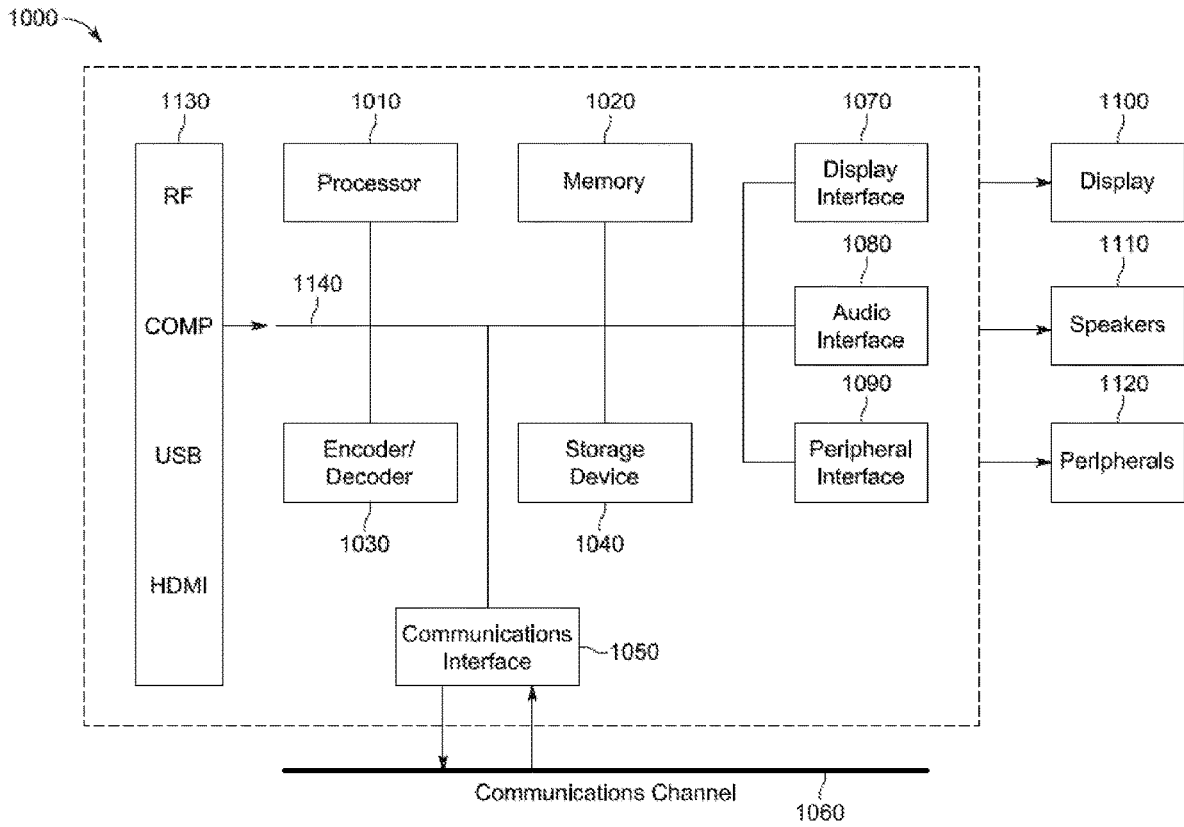 1000
1130
1010
1020
1070
1100
RF
Processor
Memory
Display
Interface
Display
1080
1110
1140
COMP
Audio
Interface
Speakers
1090
1120
USB
Encoder/
Decoder
Storage
Device
Peripheral
Interface
Peripherals
1030
1040
HDMI
Communications
Interface
1050
Communications Channel
1060